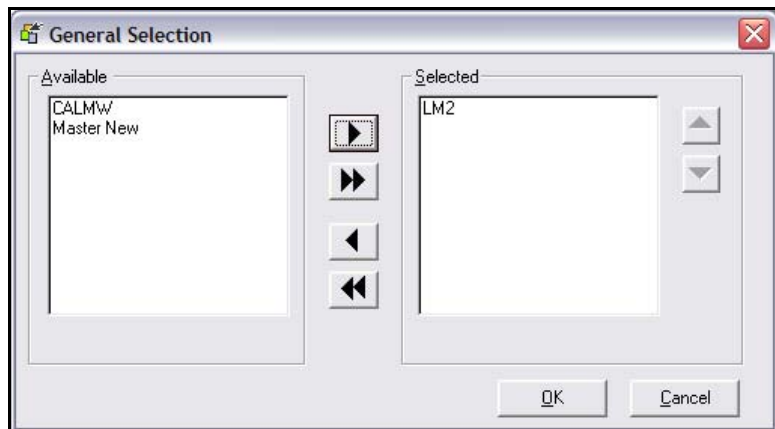 General Selection
Available
CALMW
Master New
Selected
LM2
OK
Cancel